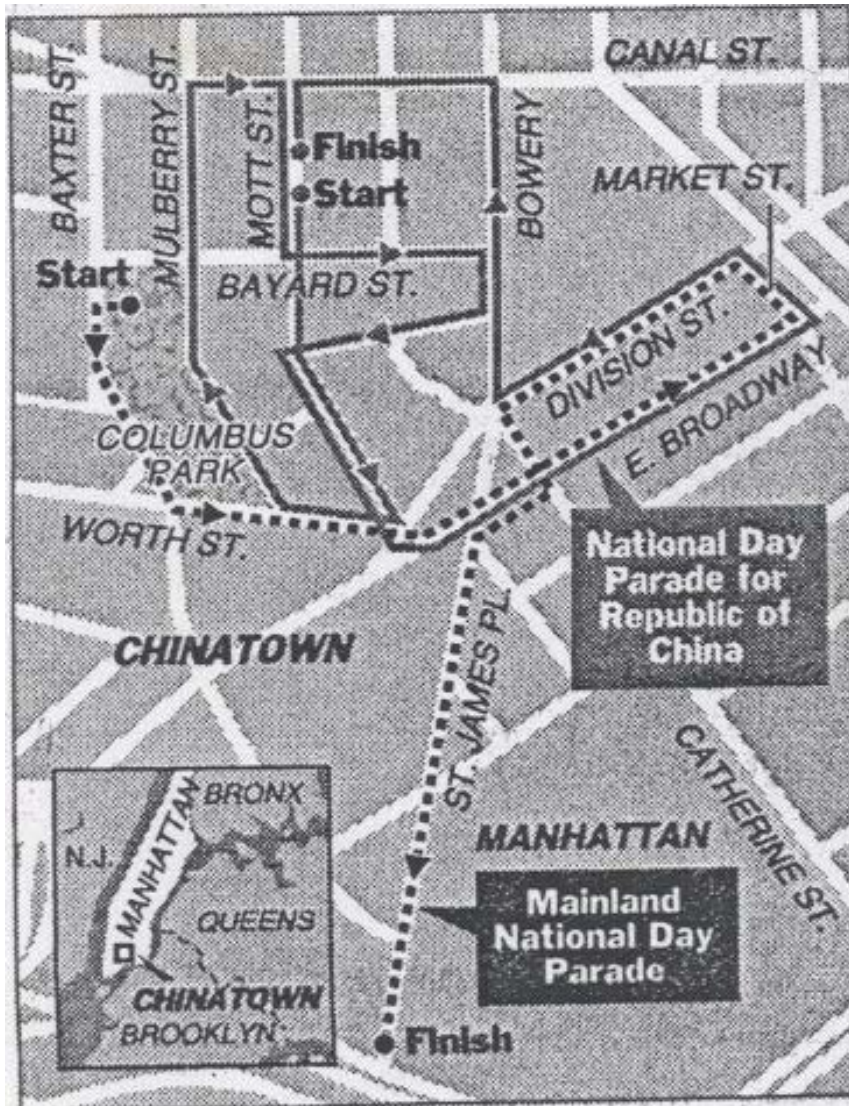 CANAL ST.
BAXTER ST.
MULBERRY ST.
MOTT ST.
BOWERY
Finish
Start
MARKET ST.
Start
BAYARD ST.
DIVISION ST.
E. BROADWAY
COLUMBUS
PARK
WORTH ST.
National Day
Parade for
Republic of
China
CHINATOWN
ST. JAMES PL.
CATHERINE ST.
MANHATTAN
Mainland
National Day
Parade
Finish
BRONX
N.J.
MANHATTAN
QUEENS
CHINATOWN
BROOKLYN